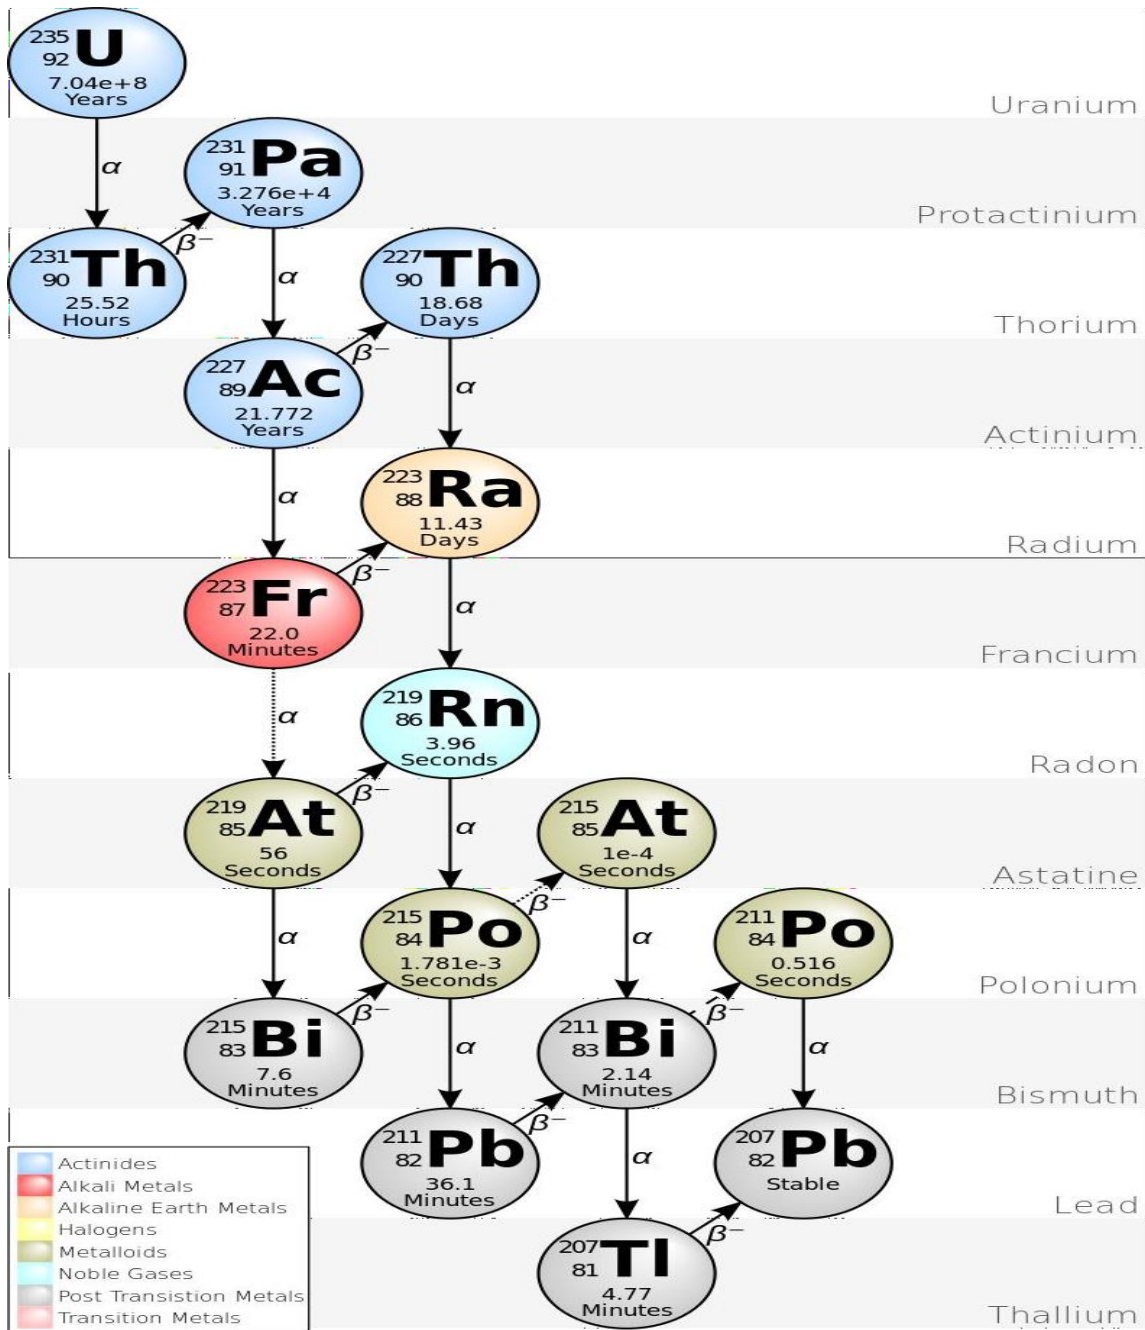 235
92 U
7.04e+8
Years
Uranium
α
231
91 Pa
3.276e+4
Years
Protactinium
β⁻
231
90 Th
25.52
Hours
α
227
90 Th
18.68
Days
Thorium
β⁻
227
89 Ac
21.772
Years
α
Actinium
α
223
88 Ra
11.43
Days
Radium
β⁻
223
87 Fr
22.0
Minutes
α
Francium
α
219
86 Rn
3.96
Seconds
Radon
β⁻
219
85 At
56
Seconds
α
215
85 At
1e-4
Seconds
Astatine
β⁻
α
215
84 Po
1.781e-3
Seconds
α
211
84 Po
0.516
Seconds
Polonium
β⁻
β⁻
215
83 Bi
7.6
Minutes
α
211
83 Bi
2.14
Minutes
α
Bismuth
β⁻
211
82 Pb
36.1
Minutes
α
207
82 Pb
Stable
Lead
β⁻
207
81 Tl
4.77
Minutes
Thallium
Actinides
Alkali Metals
Alkaline Earth Metals
Halogens
Metalloids
Noble Gases
Post Transistion Metals
Transition Metals